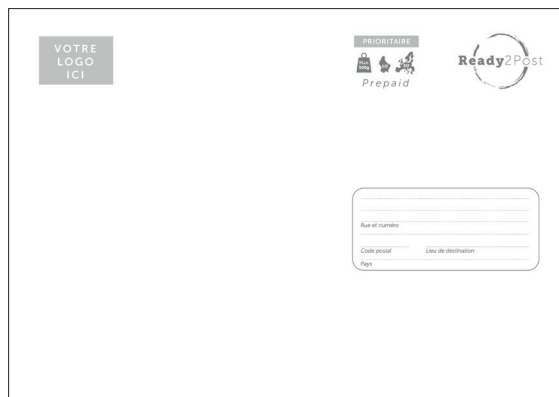 VOTRE
LOGO
ICI
PRIORITAIRE
Prepaid
Ready2Post
Rue et numéro
Code postal Lieu de destination
Pays